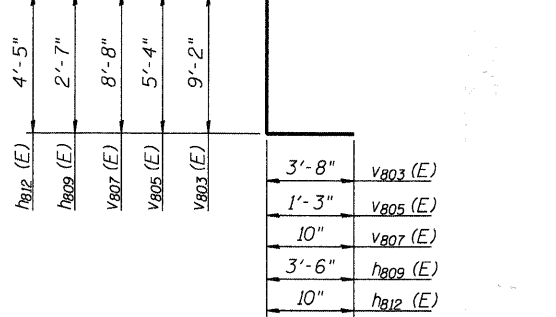 4'-5"
2'-7"
8'-8"
5'-4"
9'-2"
h812 (E)
h809 (E)
v807 (E)
v805 (E)
v803 (E)
3'-8" v803 (E)
1'-3" v805 (E)
10" v807 (E)
3'-6" h809 (E)
10" h812 (E)